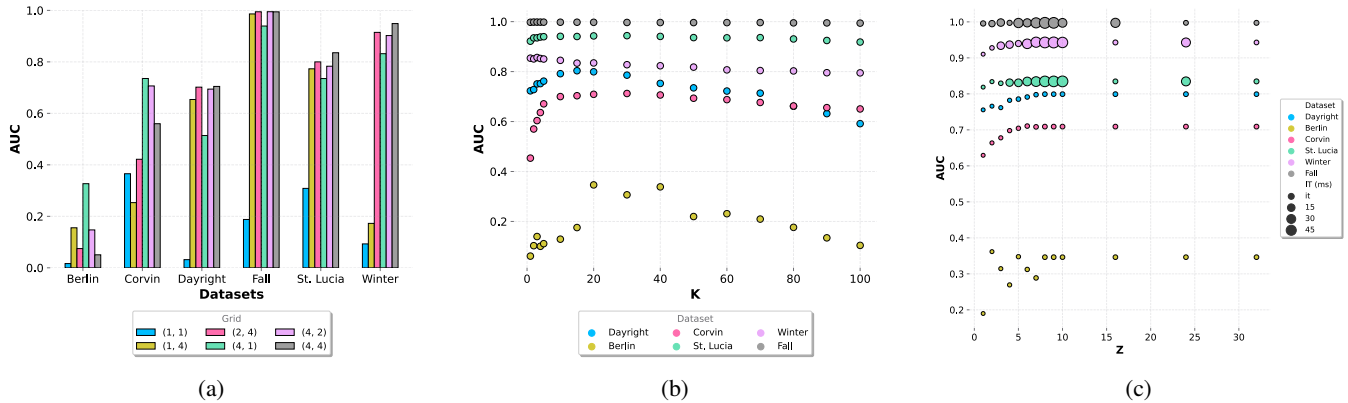 1.0
0.8
0.6
0.4
0.2
0.0
AUC
Berlin Corvin Dayright Fall St. Lucia Winter
Datasets
Grid
(1, 1) (2, 4) (4, 2)
(1, 4) (4, 1) (4, 4)
(a)
1.0
0.8
0.6
0.4
0.2
AUC
0 20 40 60 80 100
K
Dataset
Dayright Corvin Winter
Berlin St. Lucia Fall
(b)
1.0
0.9
0.8
0.7
0.6
0.5
0.4
0.3
0.2
AUC
0 5 10 15 20 25 30
Z
Dataset
Dayright
Berlin
Corvin
St. Lucia
Winter
Fall
IT (ms)
it
15
30
45
(c)